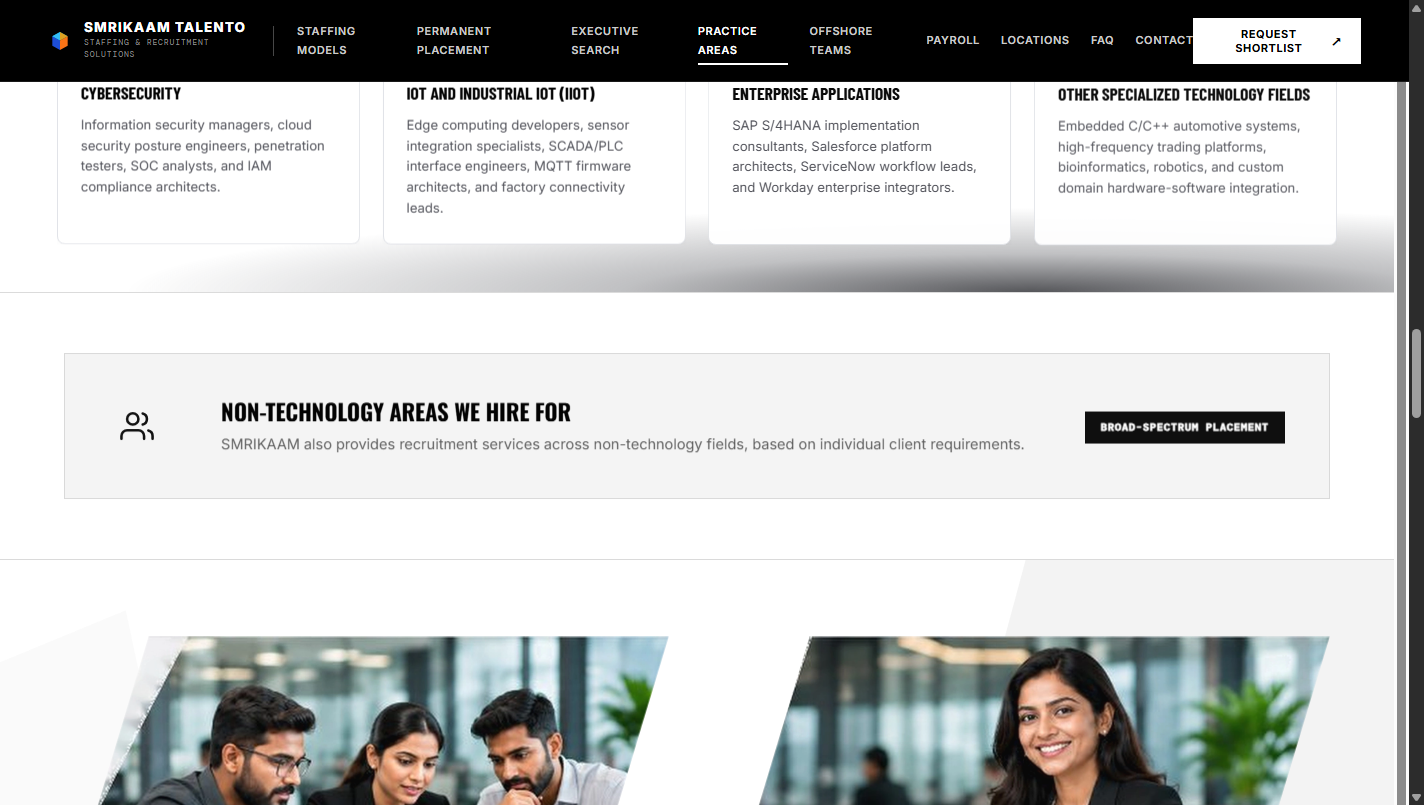 SMRIKAAM TALENTO
STAFFING & RECRUITMENT
SOLUTIONS
STAFFING
MODELS
PERMANENT
PLACEMENT
EXECUTIVE
SEARCH
PRACTICE
AREAS
OFFSHORE
TEAMS
PAYROLL
LOCATIONS
FAQ
CONTACT
REQUEST
SHORTLIST ↗
CYBERSECURITY
Information security managers, cloud
security posture engineers, penetration
testers, SOC analysts, and IAM
compliance architects.
IOT AND INDUSTRIAL IOT (IIOT)
Edge computing developers, sensor
integration specialists, SCADA/PLC
interface engineers, MQTT firmware
architects, and factory connectivity
leads.
ENTERPRISE APPLICATIONS
SAP S/4HANA implementation
consultants, Salesforce platform
architects, ServiceNow workflow leads,
and Workday enterprise integrators.
OTHER SPECIALIZED TECHNOLOGY FIELDS
Embedded C/C++ automotive systems,
high-frequency trading platforms,
bioinformatics, robotics, and custom
domain hardware-software integration.
NON-TECHNOLOGY AREAS WE HIRE FOR
SMRIKAAM also provides recruitment services across non-technology fields, based on individual client requirements.
BROAD-SPECTRUM PLACEMENT